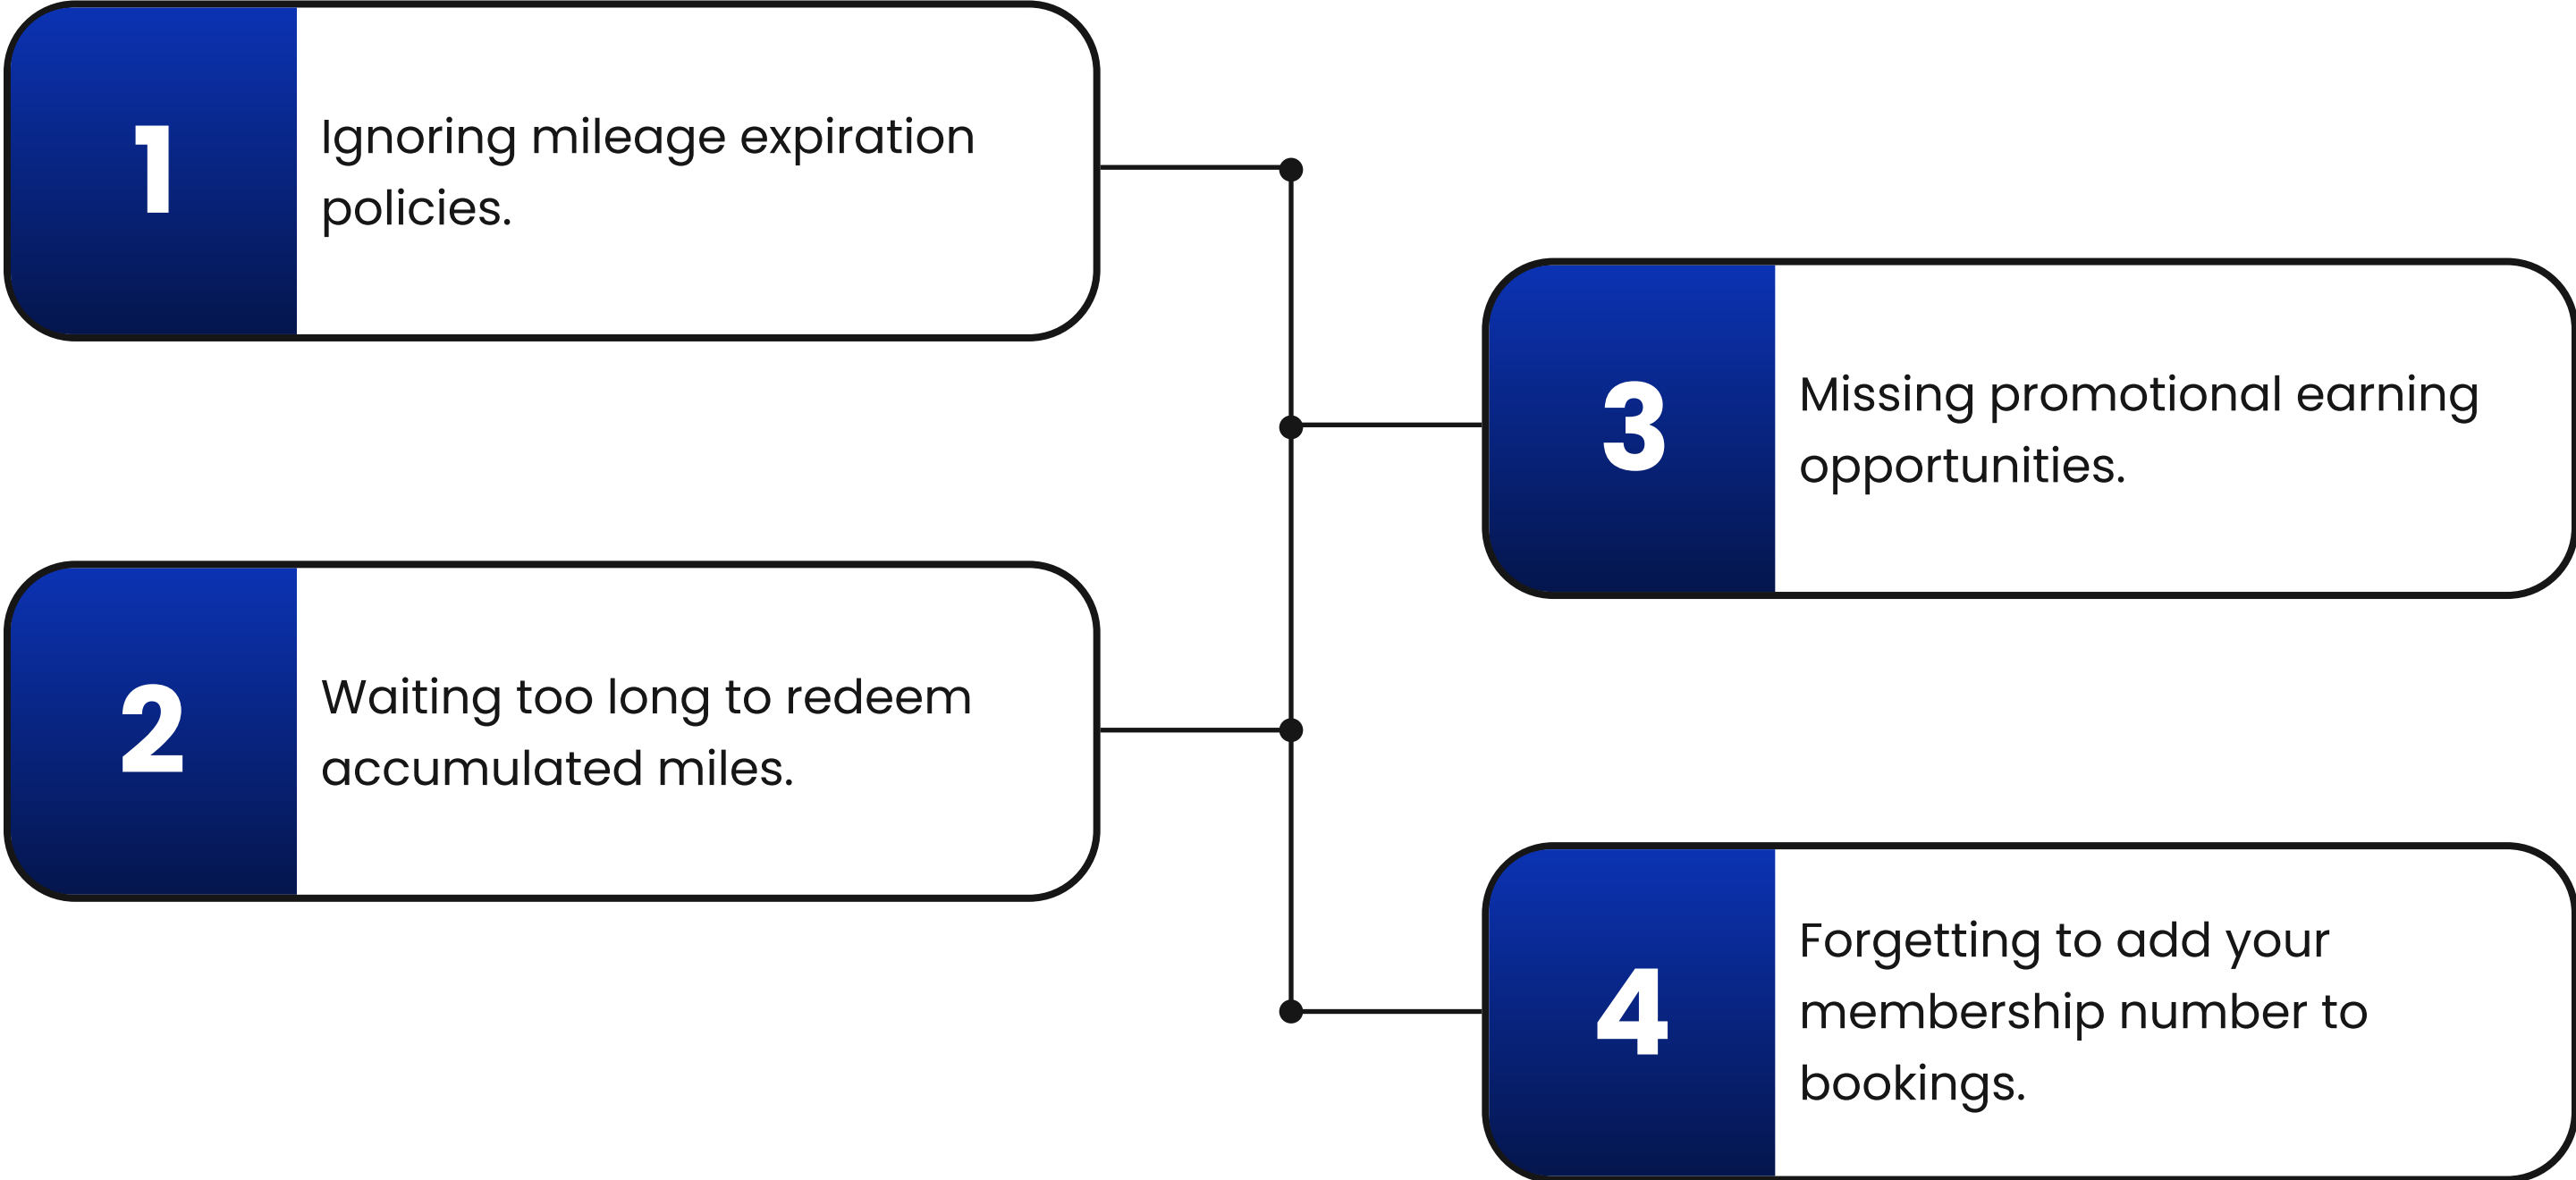 1
Ignoring mileage expiration
policies.
2
Waiting too long to redeem
accumulated miles.
3
Missing promotional earning
opportunities.
4
Forgetting to add your
membership number to
bookings.